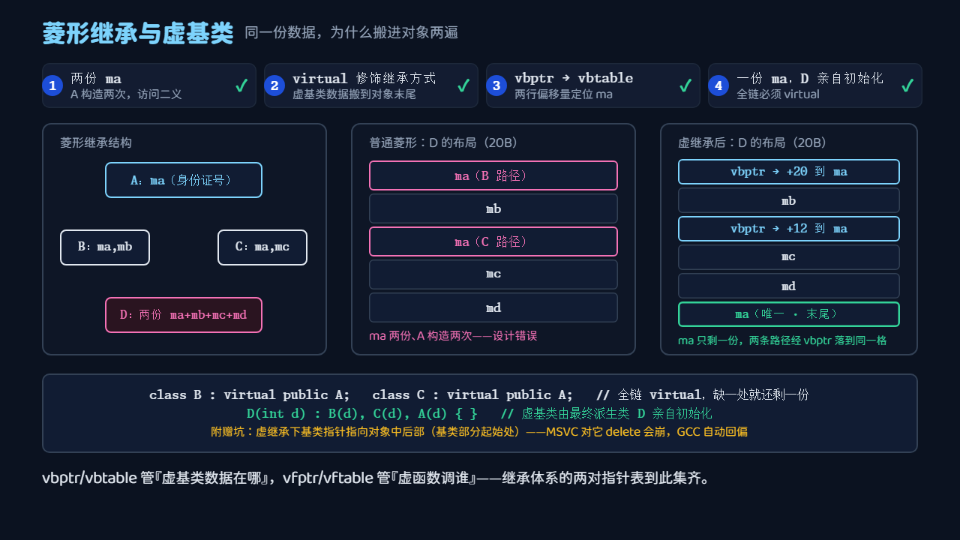 菱形继承与虚基类 同一份数据，为什么搬进对象两遍
1 两份 ma ✓
A 构造两次，访问二义
2 virtual 修饰继承方式 ✓
虚基类数据搬到对象末尾
3 vbptr → vbtable ✓
两行偏移量定位 ma
4 一份 ma，D 亲自初始化 ✓
全链必须 virtual
菱形继承结构
A: ma（身份证号）
B: ma,mb
C: ma,mc
D: 两份 ma+mb+mc+md
普通菱形：D 的布局（20B）
ma（B 路径）
mb
ma（C 路径）
mc
md
ma 两份、A 构造两次——设计错误
虚继承后：D 的布局（20B）
vbptr → +20 到 ma
mb
vbptr → +12 到 ma
mc
md
ma（唯一 · 末尾）
ma 只剩一份，两条路径经 vbptr 落到同一格
class B : virtual public A;   class C : virtual public A;   // 全链 virtual，缺一处就还剩一份
D(int d) : B(d), C(d), A(d) { }   // 虚基类由最终派生类 D 亲自初始化
附赠坑：虚继承下基类指针指向对象中后部（基类部分起始处）——MSVC 对它 delete 会崩，GCC 自动回偏
vbptr/vbtable 管『虚基类数据在哪』，vfptr/vftable 管『虚函数调谁』——继承体系的两对指针表到此集齐。